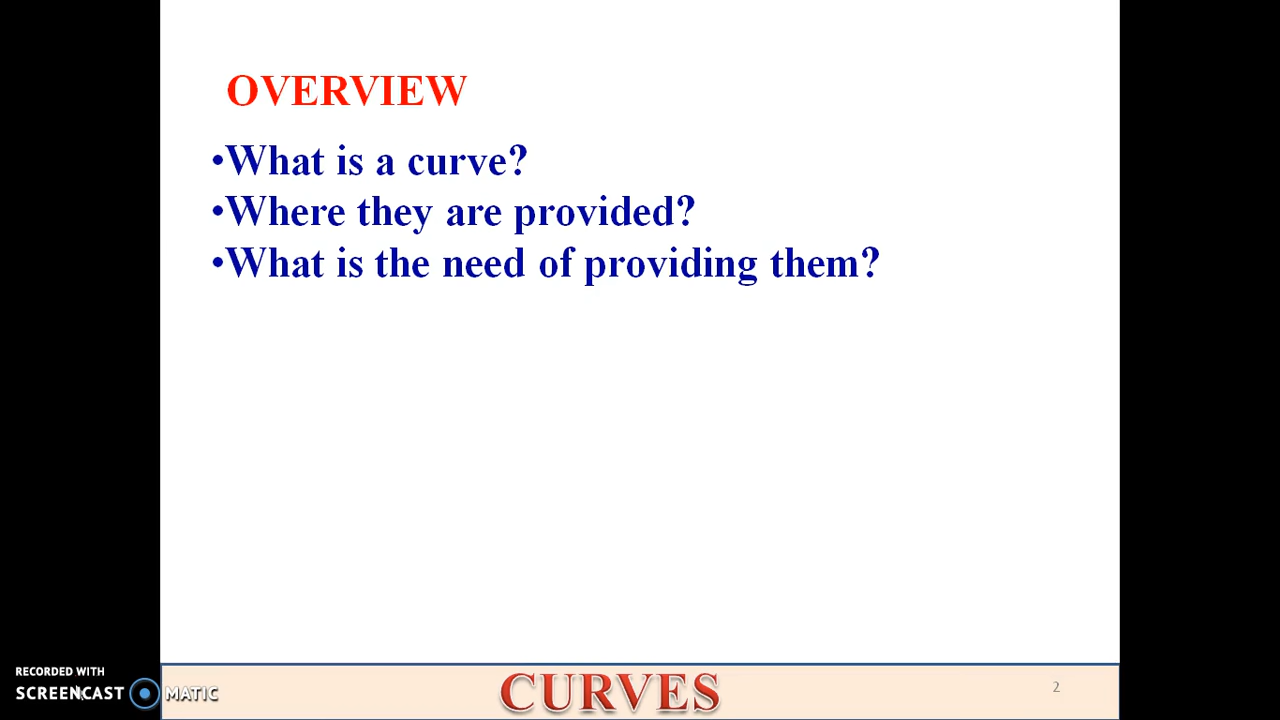 OVERVIEW
•What is a curve?
•Where they are provided?
•What is the need of providing them?
RECORDED WITH
SCREENCAST MATIC
CURVES
2